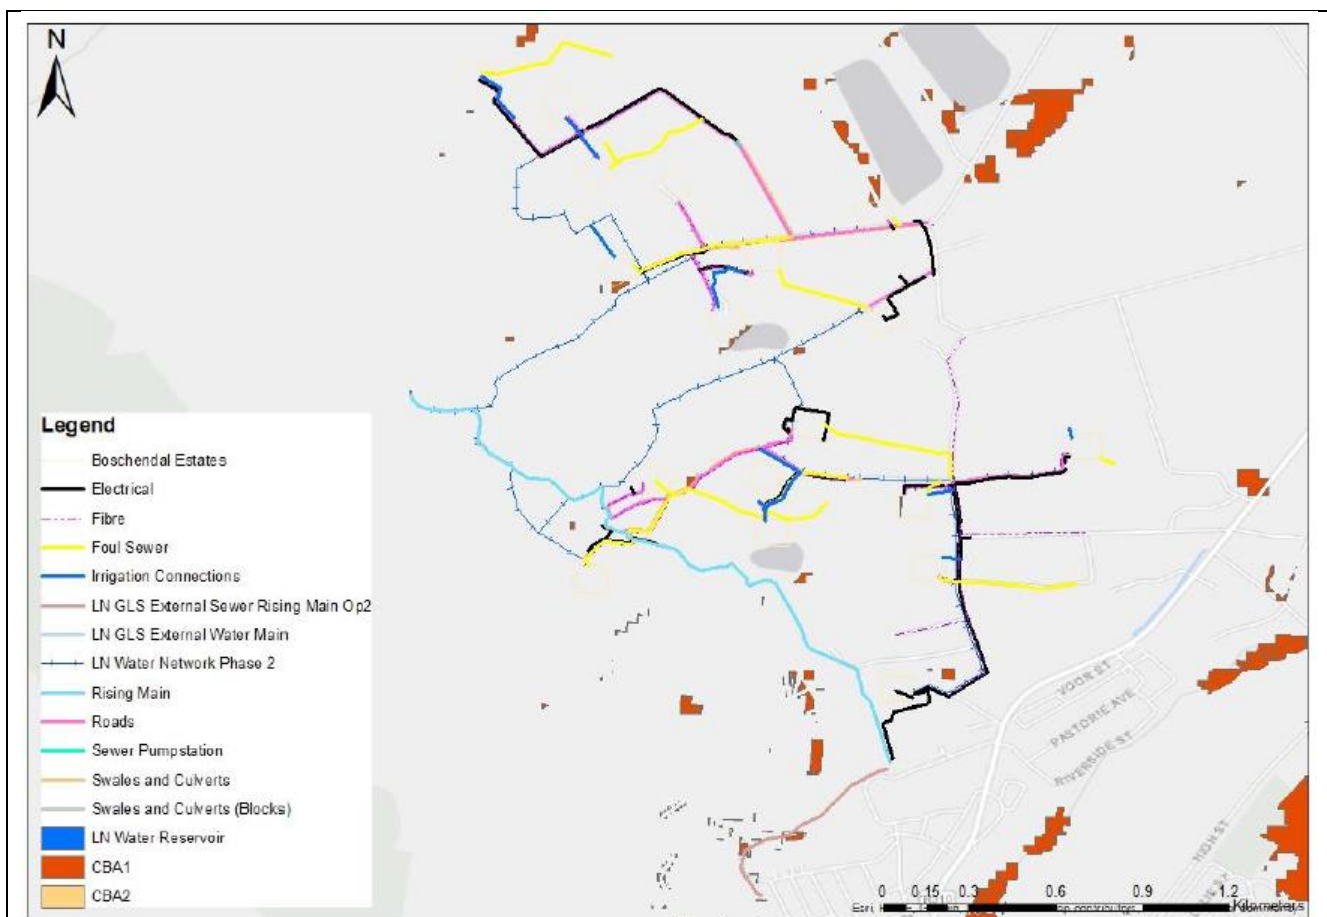 N
Legend
Boschendal Estates
Electrical
Fibre
Foul Sewer
Irrigation Connections
LN GLS External Sewer Rising Main Op2
LN GLS External Water Main
LN Water Network Phase 2
Rising Main
Roads
Sewer Pumpstation
Swales and Culverts
Swales and Culverts (Blocks)
LN Water Reservoir
CBA1
CBA2
VOOR ST
PASTORIE AVE
RIVERSIDE ST
HIGH ST
0 0.15 0.3 0.6 0.9 1.2
Kilometers
Esri,
contributors